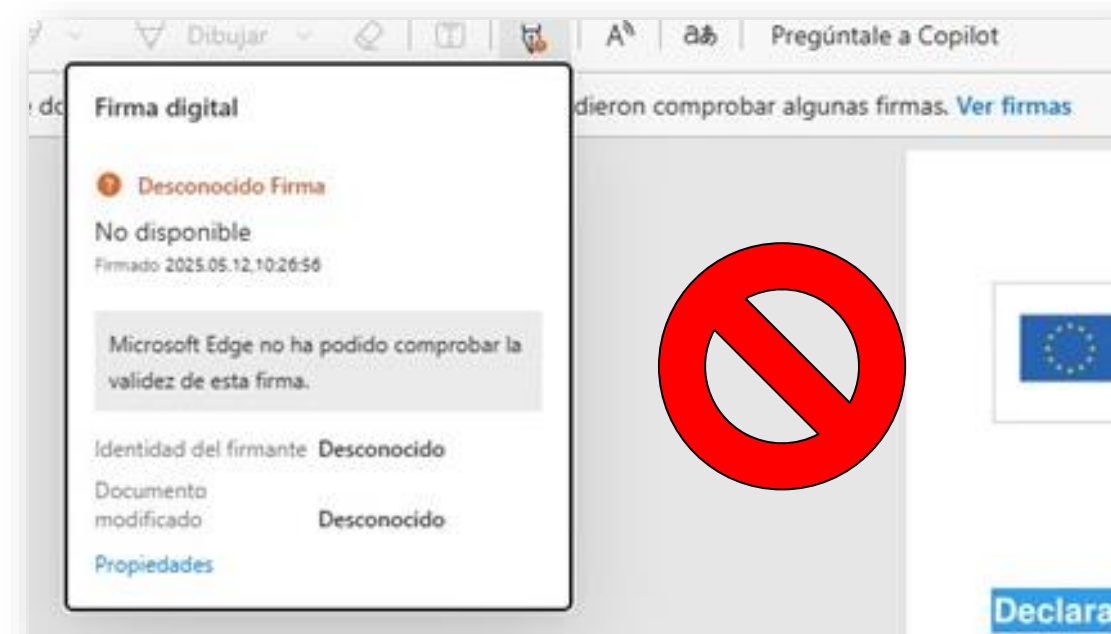 Dibujar
A))
aあ
Pregúntale a Copilot
do
dieron comprobar algunas firmas. Ver firmas
Firma digital
Desconocido Firma
No disponible
Firmado 2025.05.12,10:26:56
Microsoft Edge no ha podido comprobar la
validez de esta firma.
Identidad del firmante Desconocido
Documento
modificado Desconocido
Propiedades
Declara